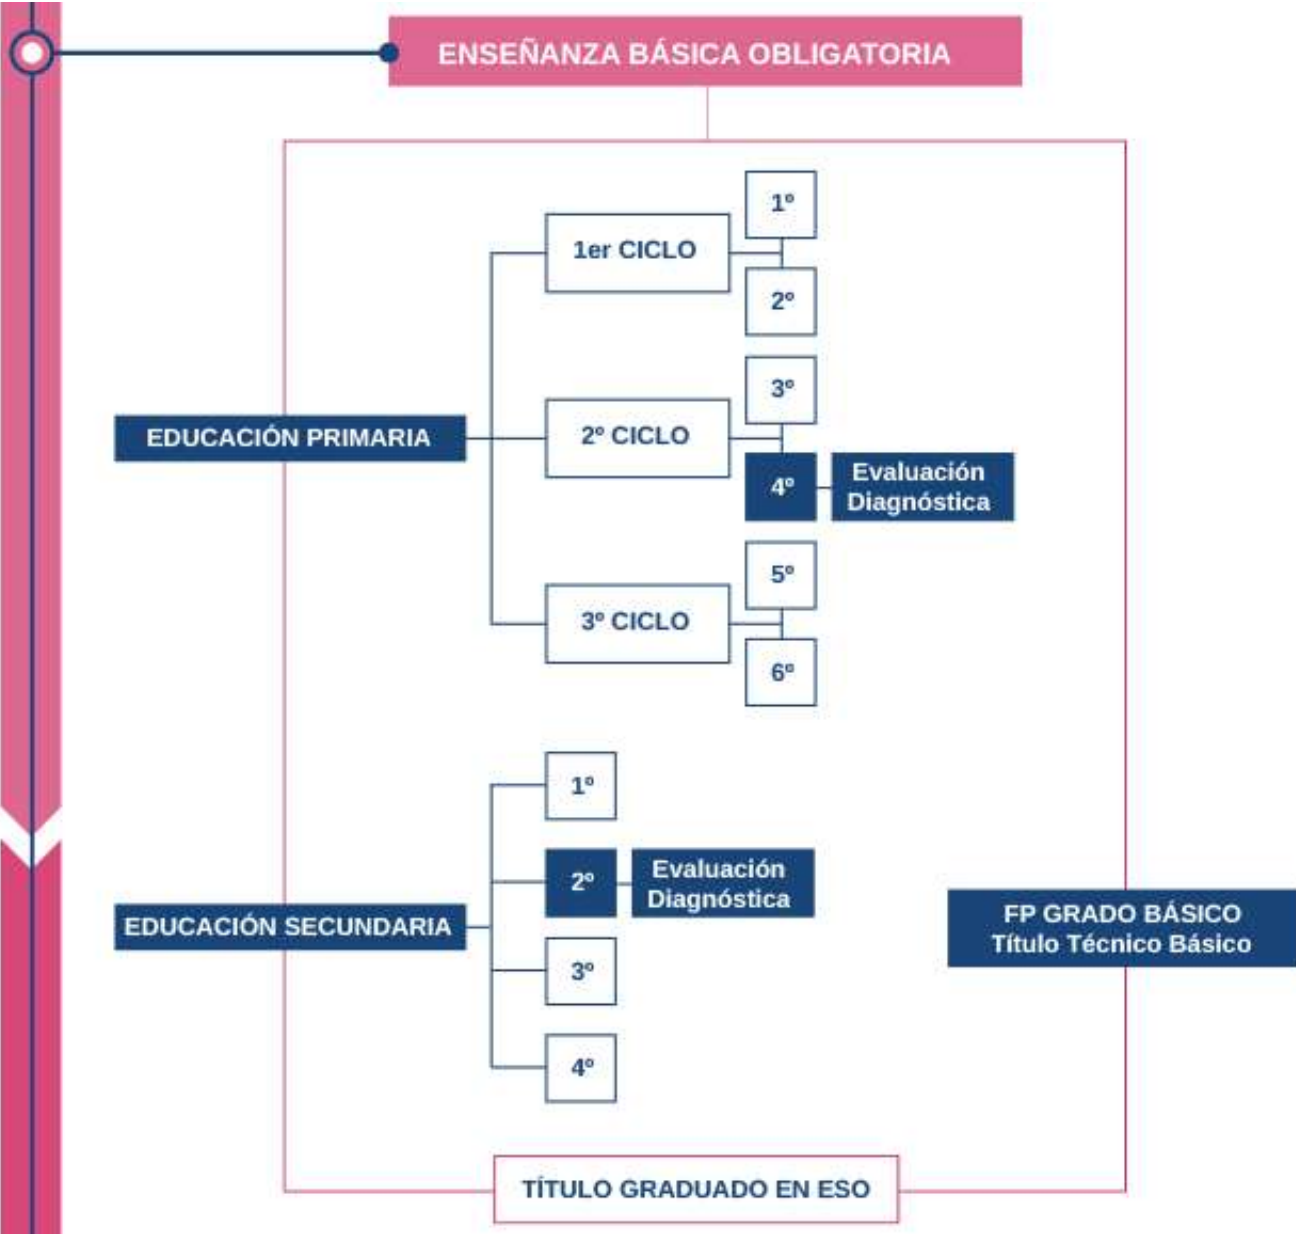 ENSEÑANZA BÁSICA OBLIGATORIA
1º
1er CICLO
2º
3º
EDUCACIÓN PRIMARIA
2º CICLO
4º
Evaluación
Diagnóstica
5º
3º CICLO
6º
1º
2º
Evaluación
Diagnóstica
EDUCACIÓN SECUNDARIA
FP GRADO BÁSICO
Título Técnico Básico
3º
4º
TÍTULO GRADUADO EN ESO